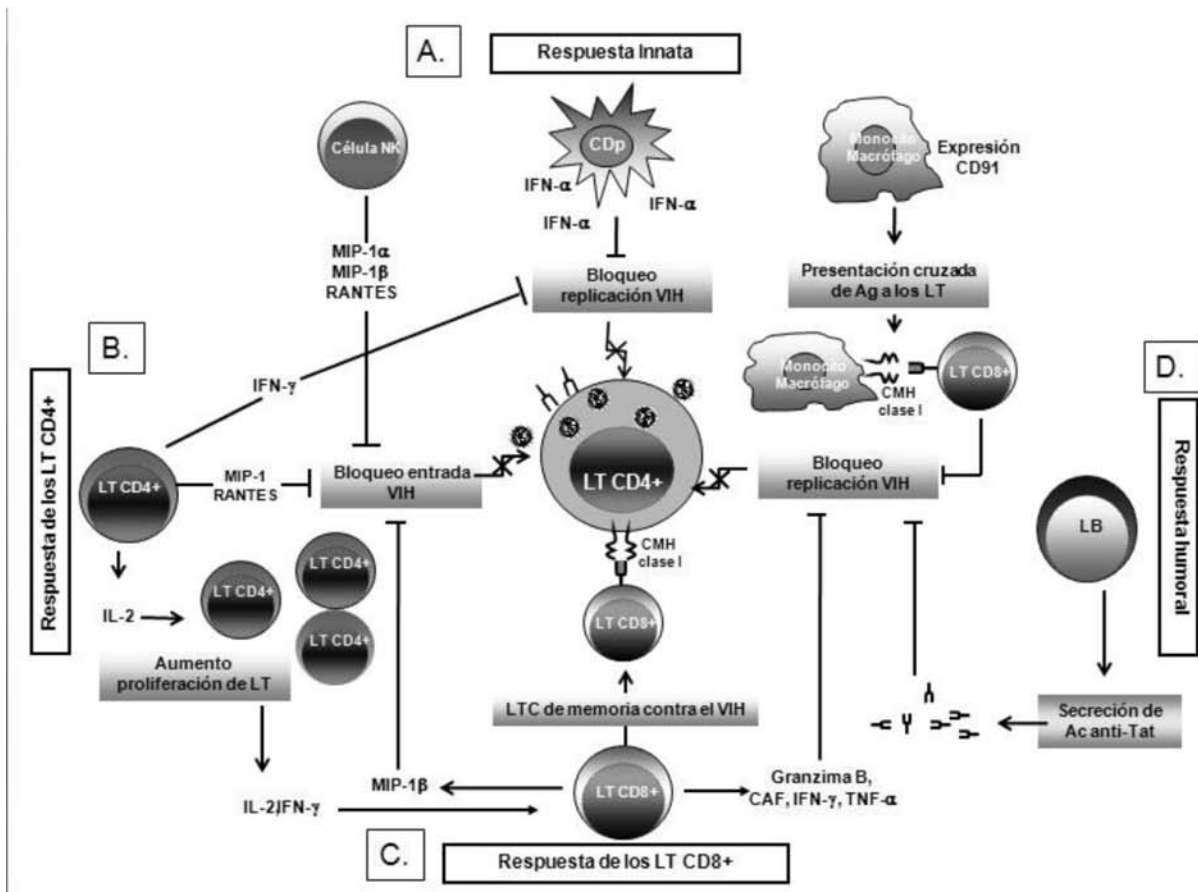 A.
Respuesta Innata
Célula NK
CDp
IFN-α
IFN-α
IFN-α
Monocito
Macrófago
Expresión
CD91
MIP-1α
MIP-1β
RANTES
Bloqueo
replicación VIH
Presentación cruzada
de Ag a los LT
B.
Respuesta de los LT CD4+
IFN-γ
Monocito
Macrófago
CMH
clase I
LT CD8+
D.
Respuesta humoral
LT CD4+
MIP-1
RANTES
Bloqueo entrada
VIH
LT CD4+
Bloqueo
replicación VIH
LB
CMH
clase I
IL-2
LT CD4+
LT CD4+
LT CD4+
LT CD8+
Aumento
proliferación de LT
LTC de memoria contra el VIH
Secreción de
Ac anti-Tat
IL-2,IFN-γ
MIP-1β
LT CD8+
Granzima B,
CAF, IFN-γ, TNF-α
C.
Respuesta de los LT CD8+